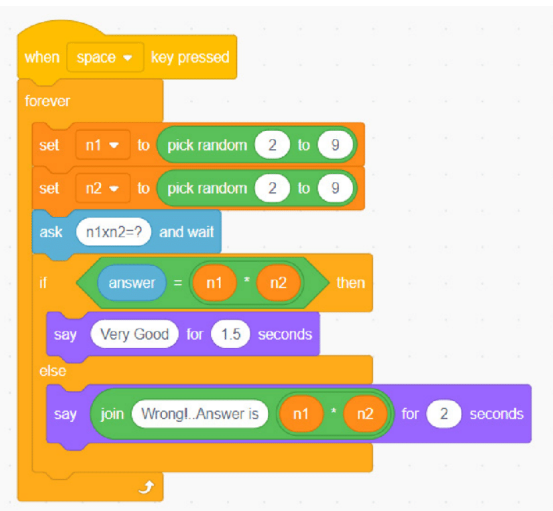 when space key pressed
forever
set n1 to pick random 2 to 9
set n2 to pick random 2 to 9
ask n1xn2=? and wait
if answer = n1 * n2 then
say Very Good for 1.5 seconds
else
say join Wrong!..Answer is n1 * n2 for 2 seconds